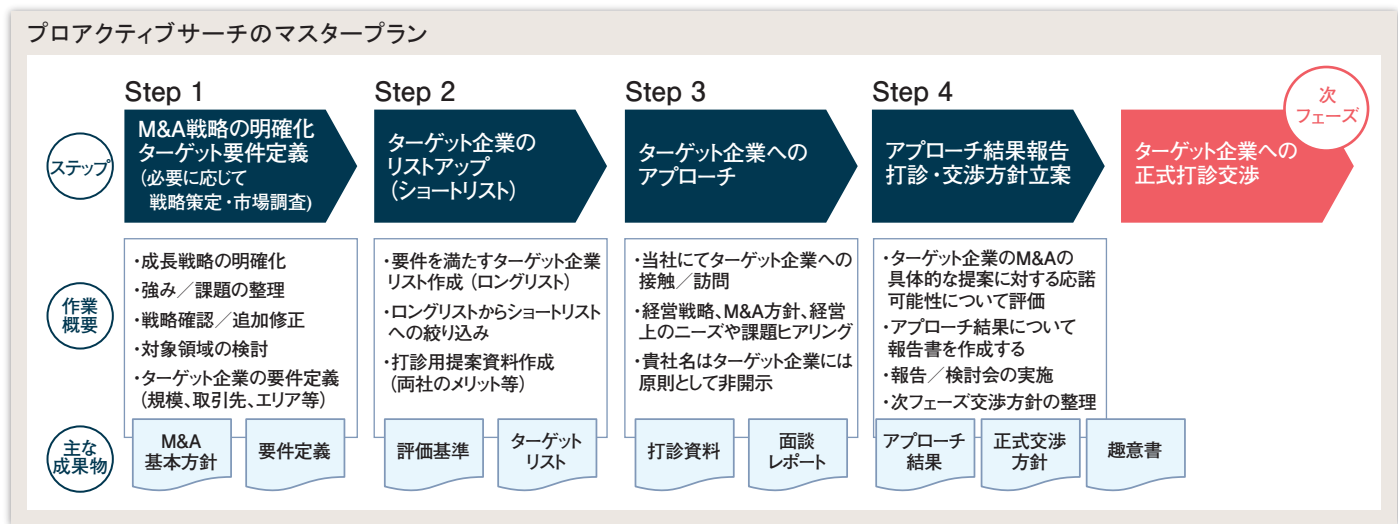 プロアクティブサーチのマスタープラン
Step 1
Step 2
Step 3
Step 4
次
フェーズ
ステップ
M&A戦略の明確化
ターゲット要件定義
(必要に応じて
戦略策定・市場調査)
ターゲット企業の
リストアップ
(ショートリスト)
ターゲット企業への
アプローチ
アプローチ結果報告
打診・交渉方針立案
ターゲット企業への
正式打診交渉
作業
概要
・成長戦略の明確化
・強み/課題の整理
・戦略確認/追加修正
・対象領域の検討
・ターゲット企業の要件定義
(規模、取引先、エリア等)
・要件を満たすターゲット企業
リスト作成(ロングリスト)
・ロングリストからショートリスト
への絞り込み
・打診用提案資料作成
(両社のメリット等)
・当社にてターゲット企業への
接触/訪問
・経営戦略、M&A方針、経営
上のニーズや課題ヒアリング
・貴社名はターゲット企業には
原則として非開示
・ターゲット企業のM&Aの
具体的な提案に対する応諾
可能性について評価
・アプローチ結果について
報告書を作成する
・報告/検討会の実施
・次フェーズ交渉方針の整理
主な
成果物
M&A
基本方針
要件定義
評価基準
ターゲット
リスト
打診資料
面談
レポート
アプローチ
結果
正式交渉
方針
趣意書